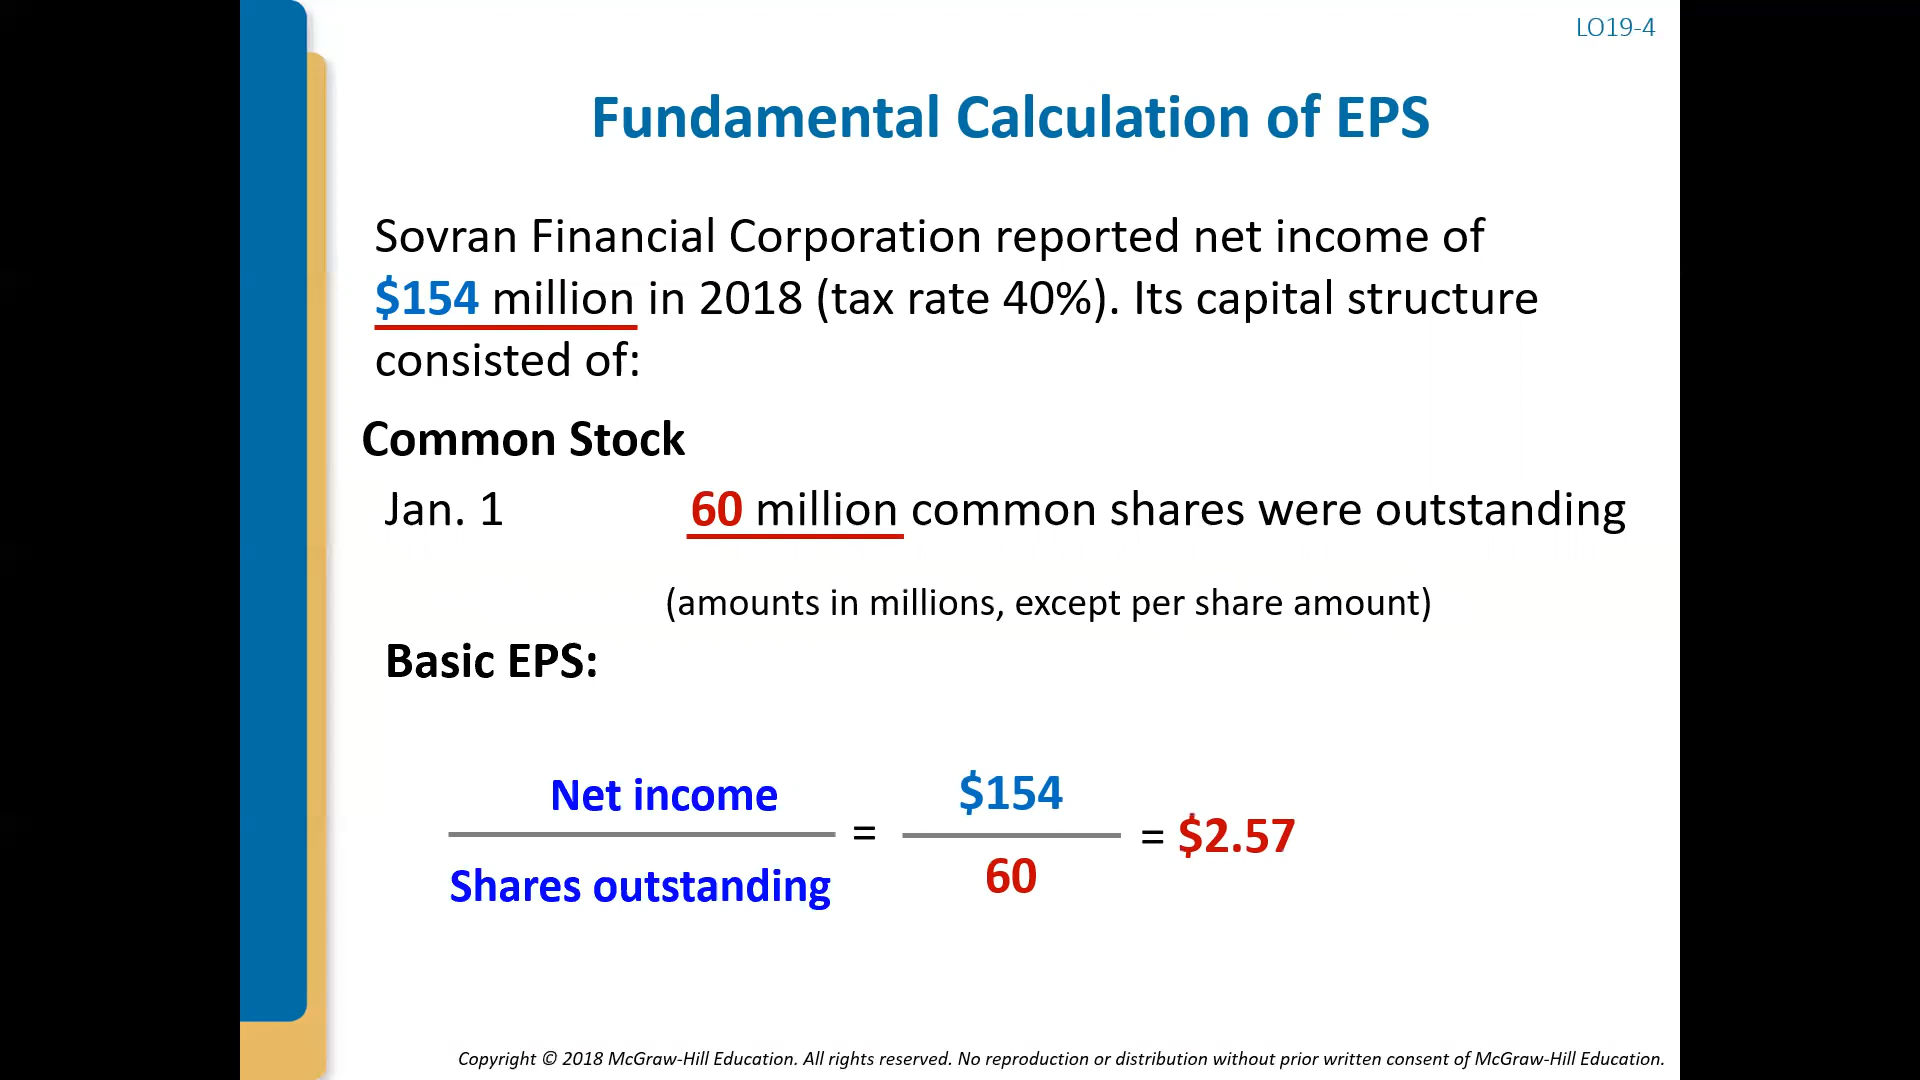 LO19-4
Fundamental Calculation of EPS
Sovran Financial Corporation reported net income of
$154 million in 2018 (tax rate 40%). Its capital structure
consisted of:
Common Stock
Jan. 1 60 million common shares were outstanding
(amounts in millions, except per share amount)
Basic EPS:
Net income
Shares outstanding
=
$154
60
= $2.57
Copyright © 2018 McGraw-Hill Education. All rights reserved. No reproduction or distribution without prior written consent of McGraw-Hill Education.